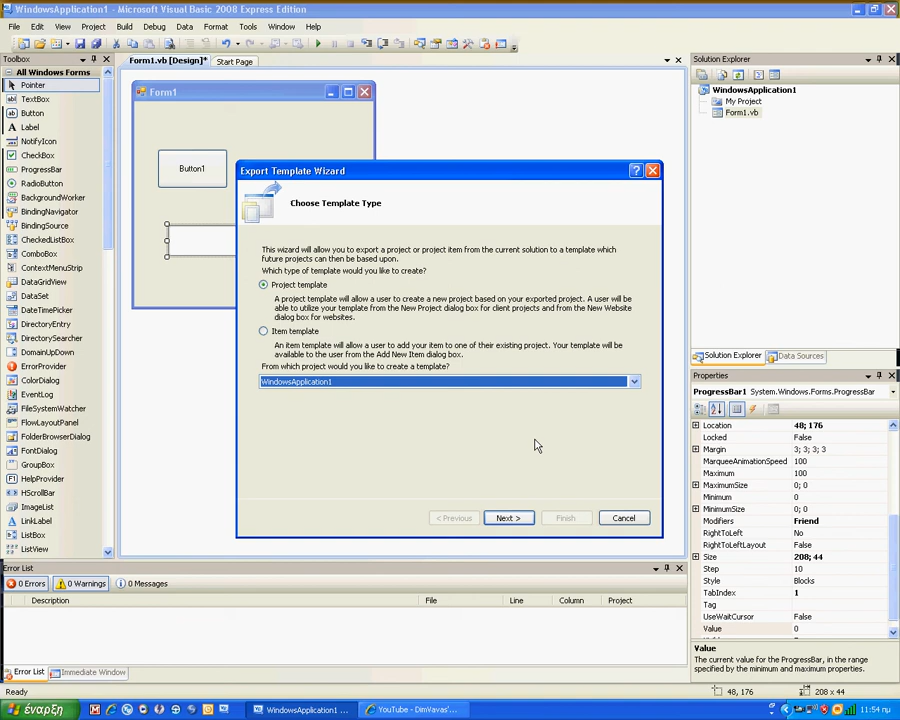 WindowsApplication1 - Microsoft Visual Basic 2008 Express Edition
File Edit View Project Build Debug Data Format Tools Window Help
Toolbox
All Windows Forms
Pointer
TextBox
Button
Label
NotifyIcon
CheckBox
ProgressBar
RadioButton
BackgroundWorker
BindingNavigator
BindingSource
CheckedListBox
ComboBox
ContextMenuStrip
DataGridView
DataSet
DateTimePicker
DirectoryEntry
DirectorySearcher
DomainUpDown
ErrorProvider
ColorDialog
EventLog
FileSystemWatcher
FlowLayoutPanel
FolderBrowserDialog
FontDialog
GroupBox
HelpProvider
HScrollBar
ImageList
LinkLabel
ListBox
ListView
Form1.vb [Design]* Start Page
Form1
Button1
Export Template Wizard
Choose Template Type
This wizard will allow you to export a project or project item from the current solution to a template which
future projects can then be based upon.
Which type of template would you like to create?
Project template
A project template will allow a user to create a new project based on your exported project. A user will be
able to utilize your template from the New Project dialog box for client projects and from the New Website
dialog box for websites.
Item template
An item template will allow a user to add your item to one of their existing project. Your template will be
available to the user from the Add New Item dialog box.
From which project would you like to create a template?
WindowsApplication1
< Previous Next > Finish Cancel
Solution Explorer
WindowsApplication1
My Project
Form1.vb
Solution Explorer Data Sources
Properties
ProgressBar1 System.Windows.Forms.ProgressBar
Location 48; 176
Locked False
Margin 3; 3; 3; 3
MarqueeAnimationSpeed 100
Maximum 100
MaximumSize 0; 0
Minimum 0
MinimumSize 0; 0
Modifiers Friend
RightToLeft No
RightToLeftLayout False
Size 208; 44
Step 10
Style Blocks
TabIndex 1
Tag
UseWaitCursor False
Value 0
Value
The current value for the ProgressBar, in the range
specified by the minimum and maximum properties.
Error List
0 Errors 0 Warnings 0 Messages
Description File Line Column Project
Error List Immediate Window
Ready 48, 176 208 x 44
έναρξη WindowsApplication1 ... YouTube - DimVavas'... 11:54 πμ